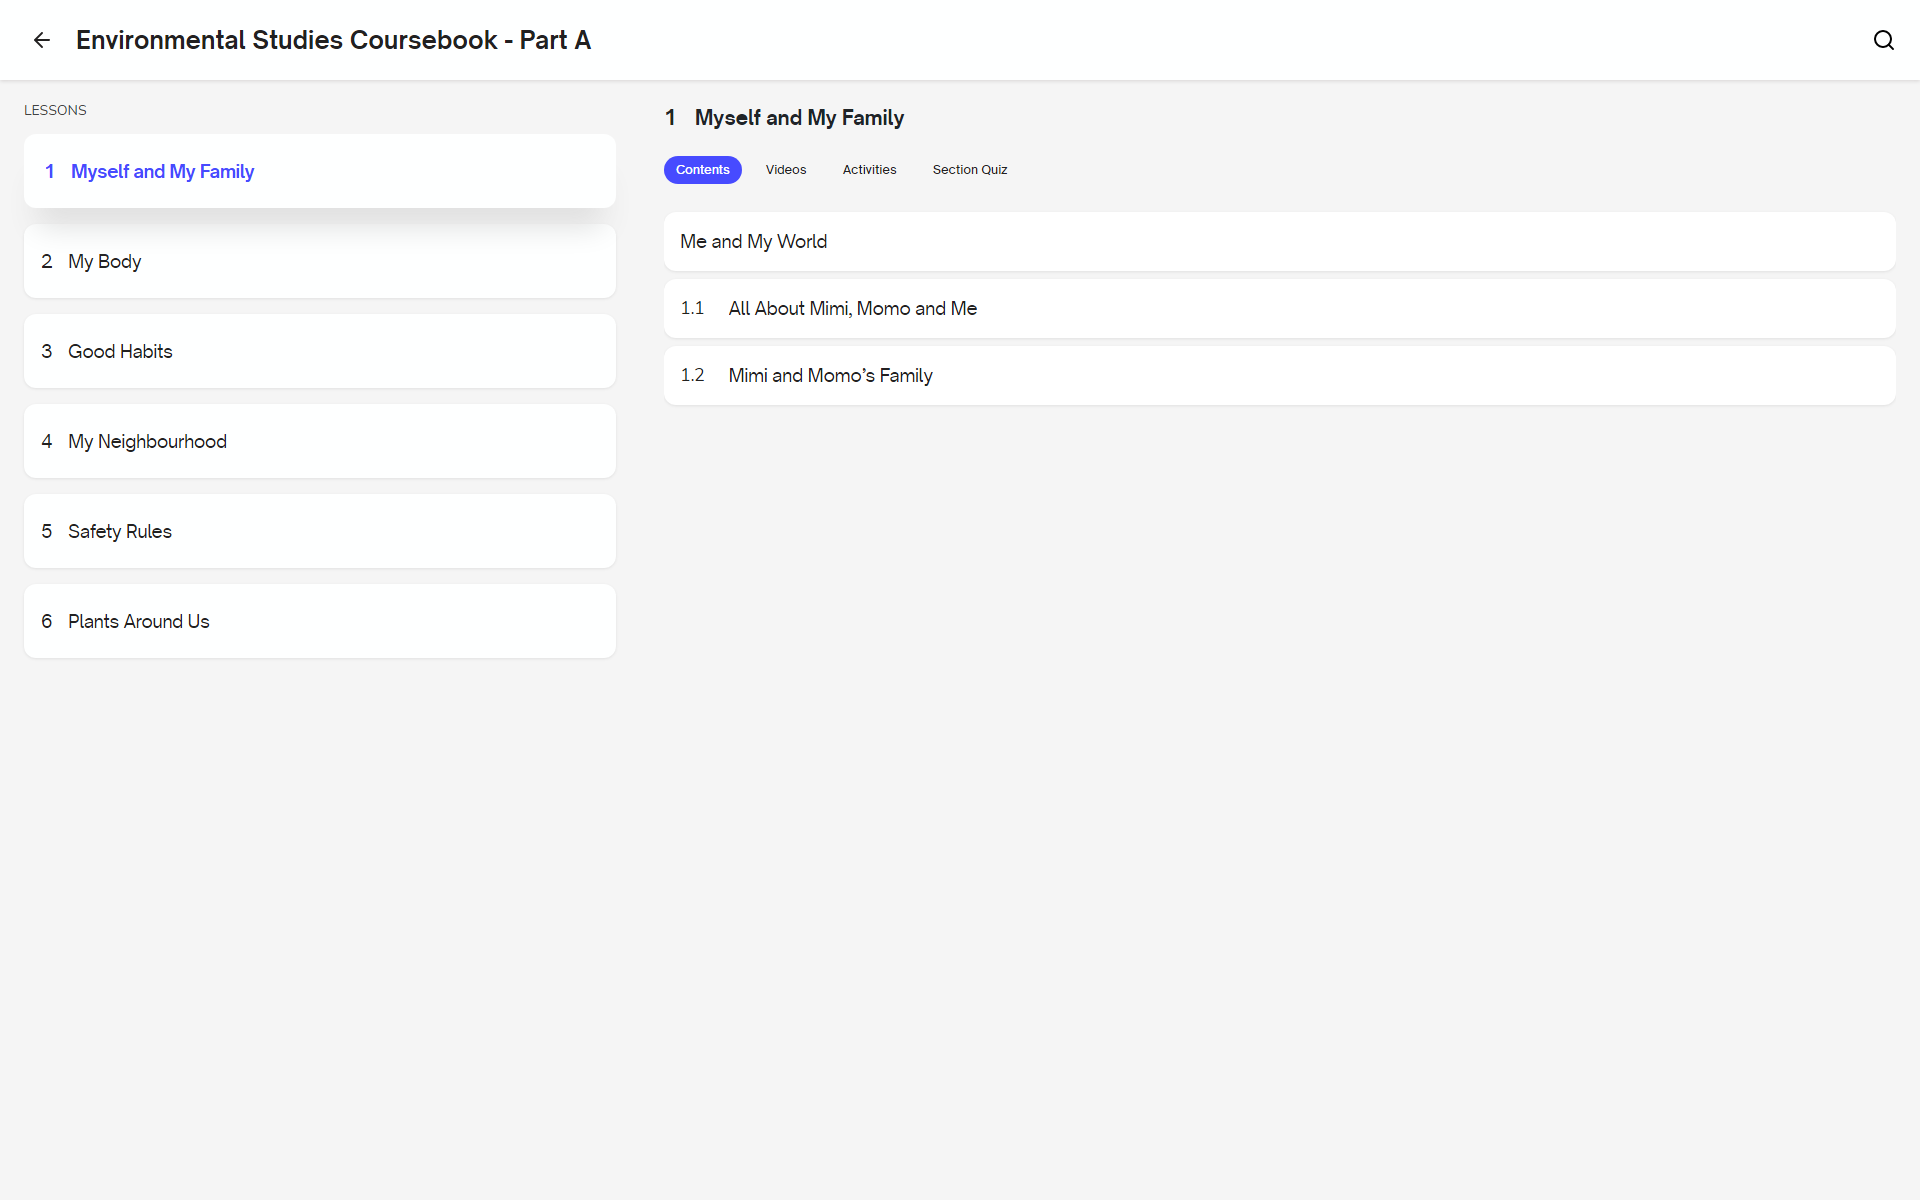 Environmental Studies Coursebook - Part A
LESSONS
1 Myself and My Family
2 My Body
3 Good Habits
4 My Neighbourhood
5 Safety Rules
6 Plants Around Us
1 Myself and My Family
Contents Videos Activities Section Quiz
Me and My World
1.1 All About Mimi, Momo and Me
1.2 Mimi and Momo’s Family